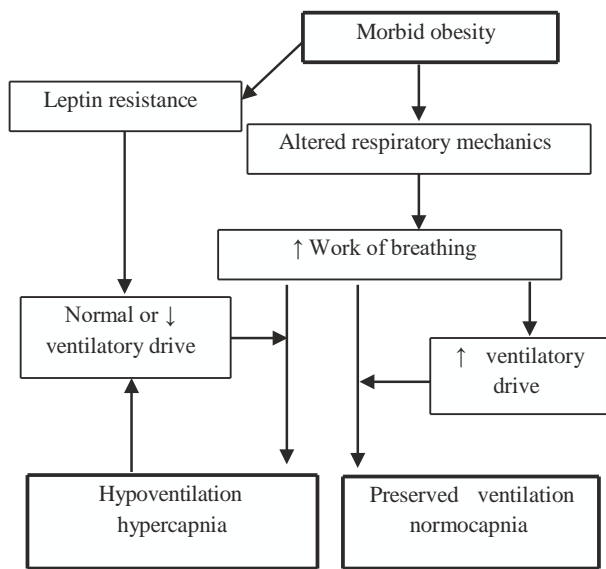 Morbid obesity
Leptin resistance
Altered respiratory mechanics
↑ Work of breathing
Normal or ↓
ventilatory drive
↑ ventilatory
drive
Hypoventilation
hypercapnia
Preserved ventilation
normocapnia